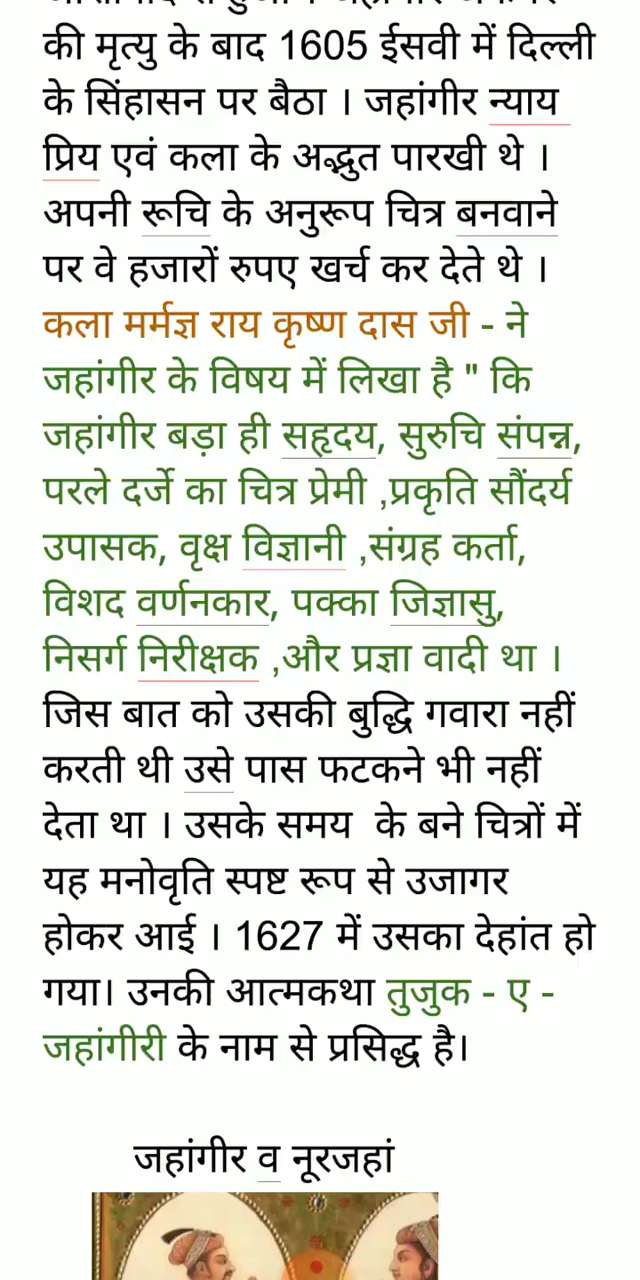 की मृत्यु के बाद 1605 ईसवी में दिल्ली
के सिंहासन पर बैठा । जहांगीर न्याय
प्रिय एवं कला के अद्भुत पारखी थे ।
अपनी रूचि के अनुरूप चित्र बनवाने
पर वे हजारों रुपए खर्च कर देते थे ।
कला मर्मज्ञ राय कृष्ण दास जी - ने
जहांगीर के विषय में लिखा है " कि
जहांगीर बड़ा ही सहृदय, सुरुचि संपन्न,
परले दर्जे का चित्र प्रेमी ,प्रकृति सौंदर्य
उपासक, वृक्ष विज्ञानी ,संग्रह कर्ता,
विशद वर्णनकार, पक्का जिज्ञासु,
निसर्ग निरीक्षक ,और प्रज्ञा वादी था ।
जिस बात को उसकी बुद्धि गवारा नहीं
करती थी उसे पास फटकने भी नहीं
देता था । उसके समय के बने चित्रों में
यह मनोवृति स्पष्ट रूप से उजागर
होकर आई । 1627 में उसका देहांत हो
गया। उनकी आत्मकथा तुजुक - ए -
जहांगीरी के नाम से प्रसिद्ध है।
जहांगीर व नूरजहां